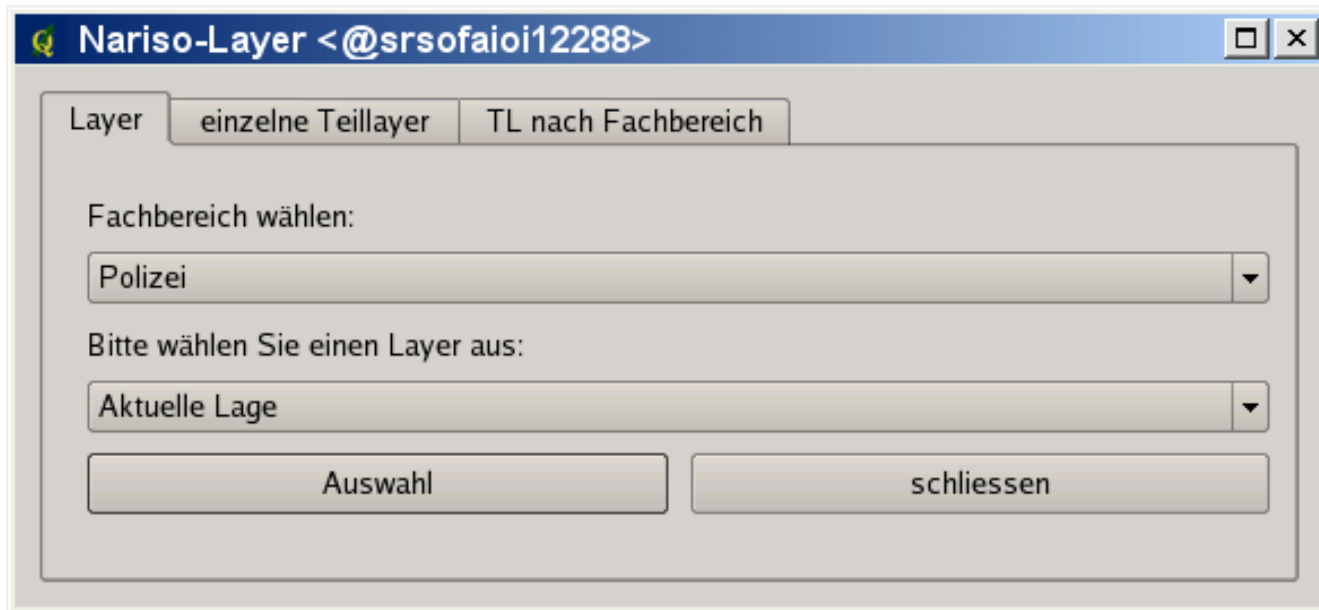 Nariso-Layer <@srsofaioi12288>
Layer einzelne Teillayer TL nach Fachbereich
Fachbereich wählen:
Polizei
Bitte wählen Sie einen Layer aus:
Aktuelle Lage
Auswahl schliessen